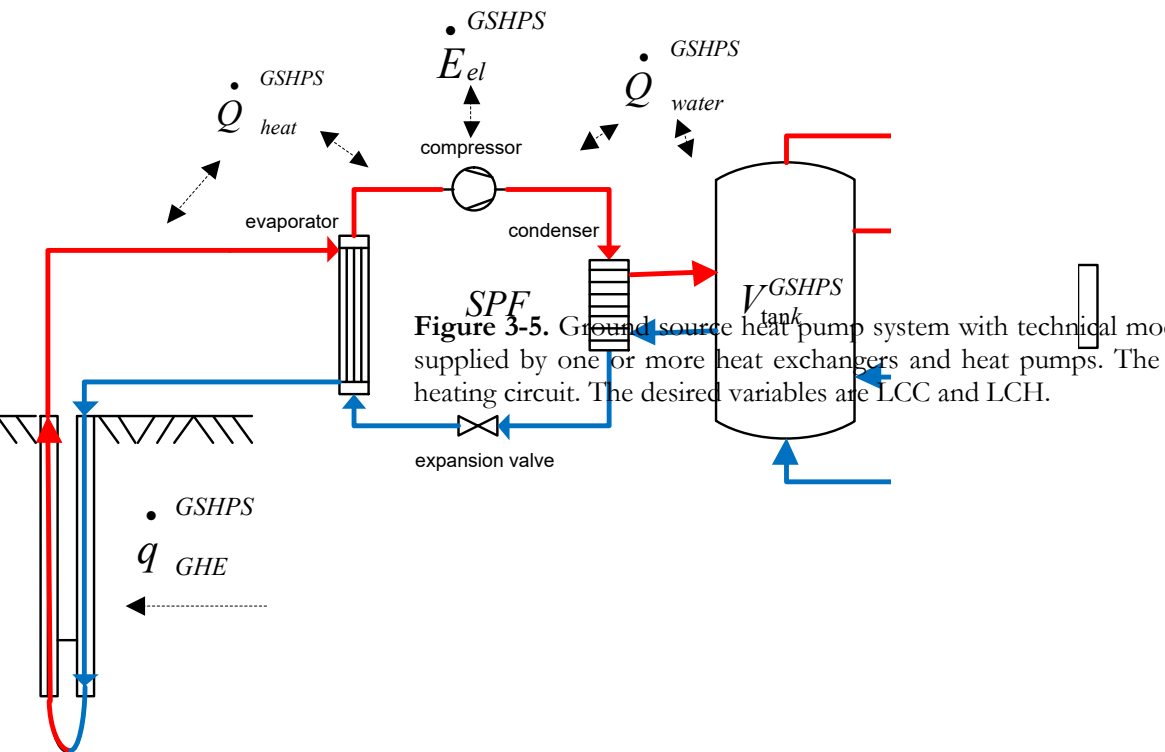 Ė el GSHPS
Q̇ heat GSHPS
Q̇ water GSHPS
compressor
evaporator
condenser
SPF
V tank GSHPS
Figure 3-5. Ground source heat pump system with technical mod
supplied by one or more heat exchangers and heat pumps. The
heating circuit. The desired variables are LCC and LCH.
expansion valve
q̇ GHE GSHPS